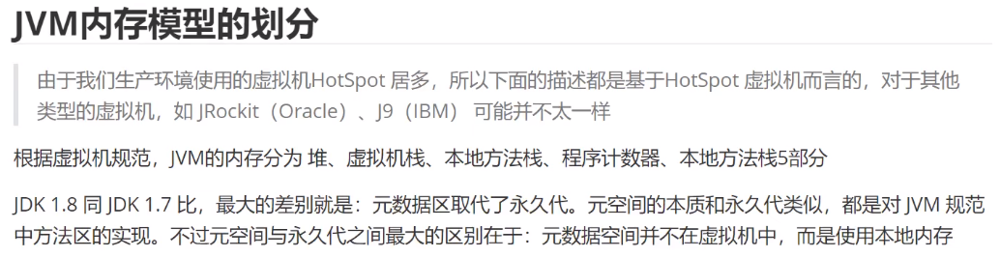 JVM内存模型的划分
由于我们生产环境使用的虚拟机HotSpot 居多，所以下面的描述都是基于HotSpot 虚拟机而言的，对于其他
类型的虚拟机，如 JRockit（Oracle）、J9（IBM） 可能并不太一样
根据虚拟机规范，JVM的内存分为 堆、虚拟机栈、本地方法栈、程序计数器、本地方法栈5部分
JDK 1.8 同 JDK 1.7 比，最大的差别就是：元数据区取代了永久代。元空间的本质和永久代类似，都是对 JVM 规范
中方法区的实现。不过元空间与永久代之间最大的区别在于：元数据空间并不在虚拟机中，而是使用本地内存